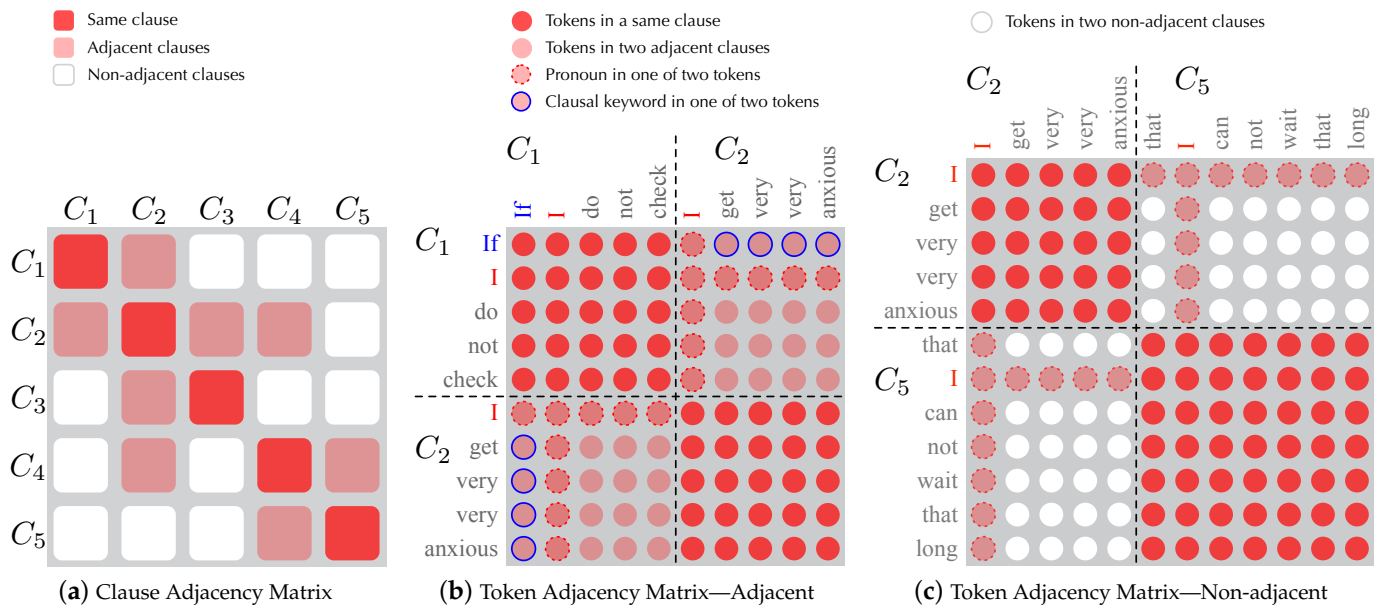 Same clause
Adjacent clauses
Non-adjacent clauses
C1 C2 C3 C4 C5
C1
C2
C3
C4
C5
(a) Clause Adjacency Matrix
Tokens in a same clause
Tokens in two adjacent clauses
Pronoun in one of two tokens
Clausal keyword in one of two tokens
C1 C2
If I do not check I get very very anxious
C1
If
I
do
not
check
I
C2
get
very
very
anxious
(b) Token Adjacency Matrix—Adjacent
Tokens in two non-adjacent clauses
C2 C5
I get very very anxious that I can not wait that long
C2
I
get
very
very
anxious
that
C5
I
can
not
wait
that
long
(c) Token Adjacency Matrix—Non-adjacent